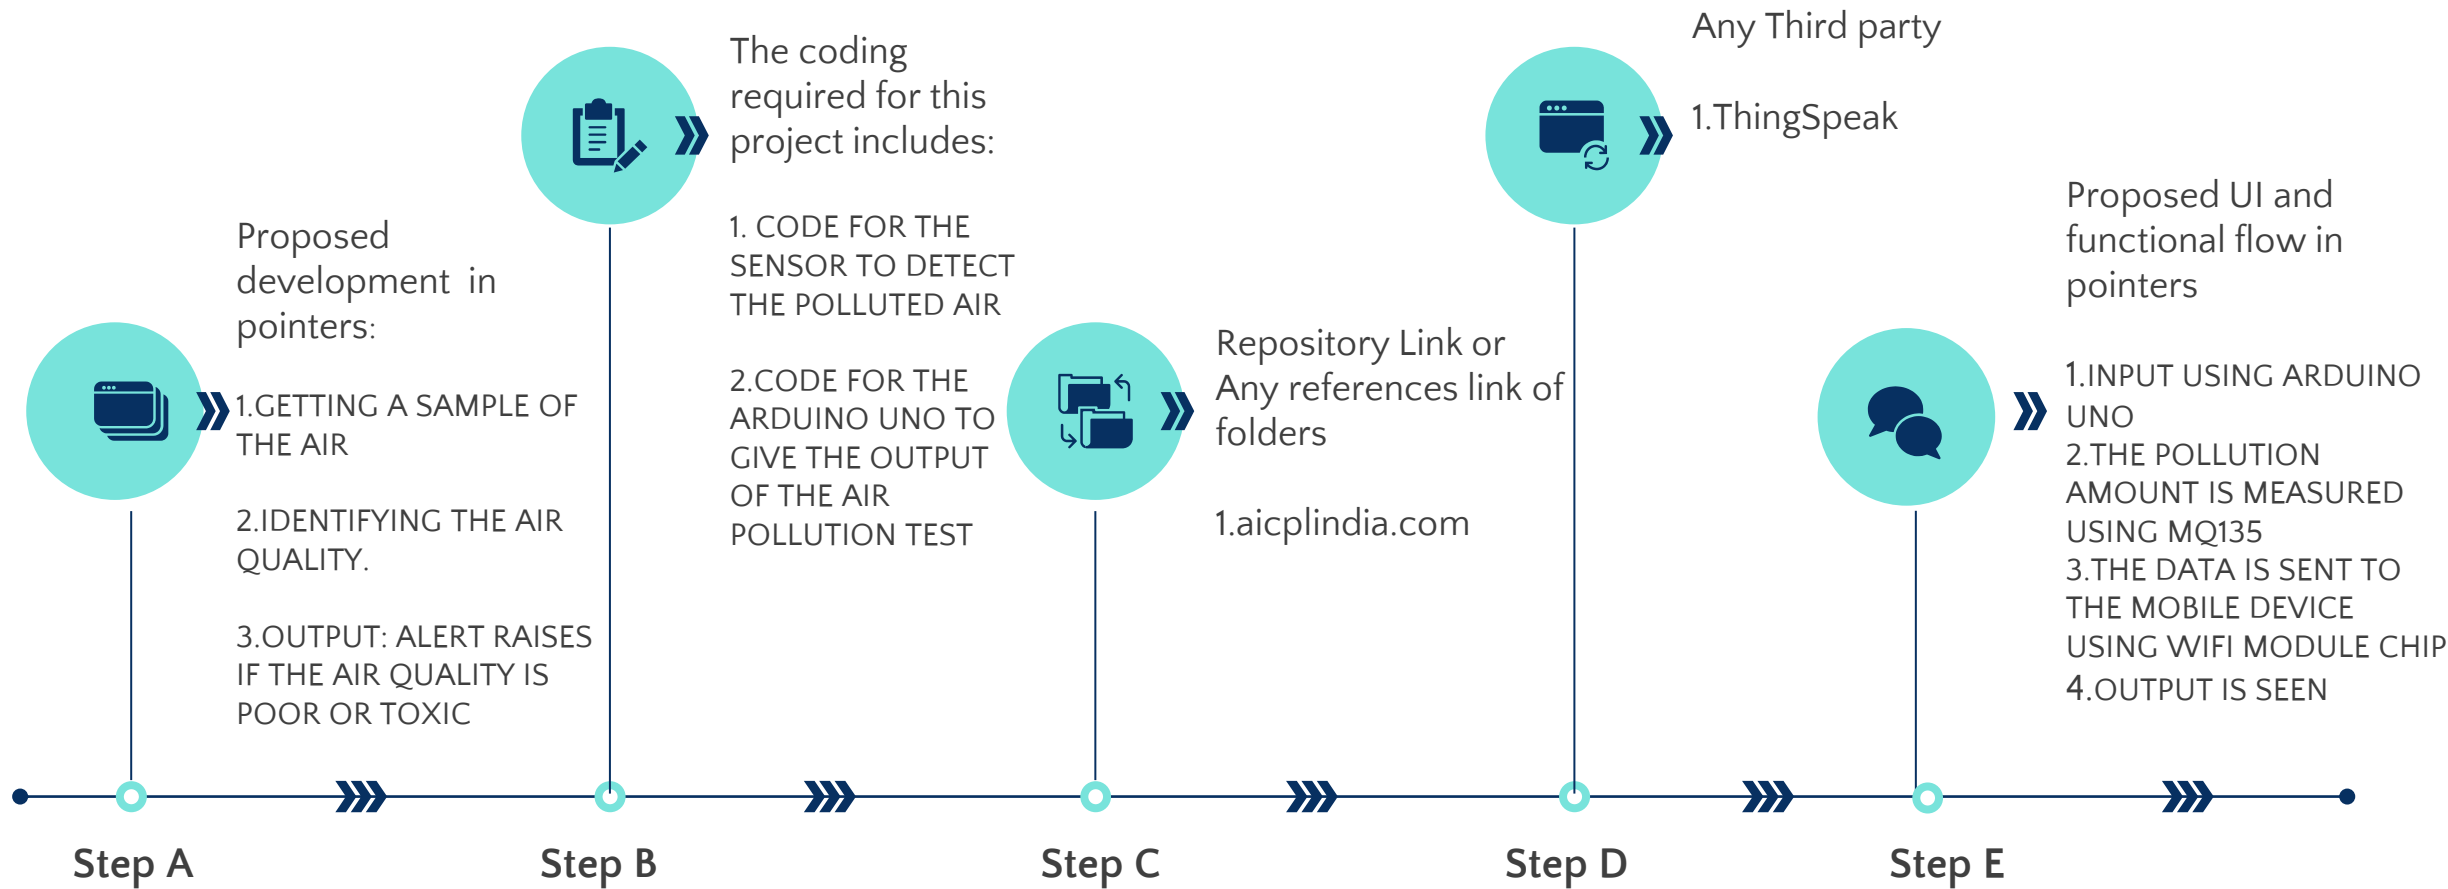 Proposed
development  in
pointers:
1.GETTING A SAMPLE OF
THE AIR
2.IDENTIFYING THE AIR
QUALITY.
3.OUTPUT: ALERT RAISES
IF THE AIR QUALITY IS
POOR OR TOXIC
The coding
required for this
project includes:
1. CODE FOR THE
SENSOR TO DETECT
THE POLLUTED AIR
2.CODE FOR THE
ARDUINO UNO TO
GIVE THE OUTPUT
OF THE AIR
POLLUTION TEST
Repository Link or
Any references link of
folders
1.aicplindia.com
Any Third party
1.ThingSpeak
Proposed UI and
functional flow in
pointers
1.INPUT USING ARDUINO
UNO
2.THE POLLUTION
AMOUNT IS MEASURED
USING MQ135
3.THE DATA IS SENT TO
THE MOBILE DEVICE
USING WIFI MODULE CHIP
4.OUTPUT IS SEEN
Step A
Step B
Step C
Step D
Step E